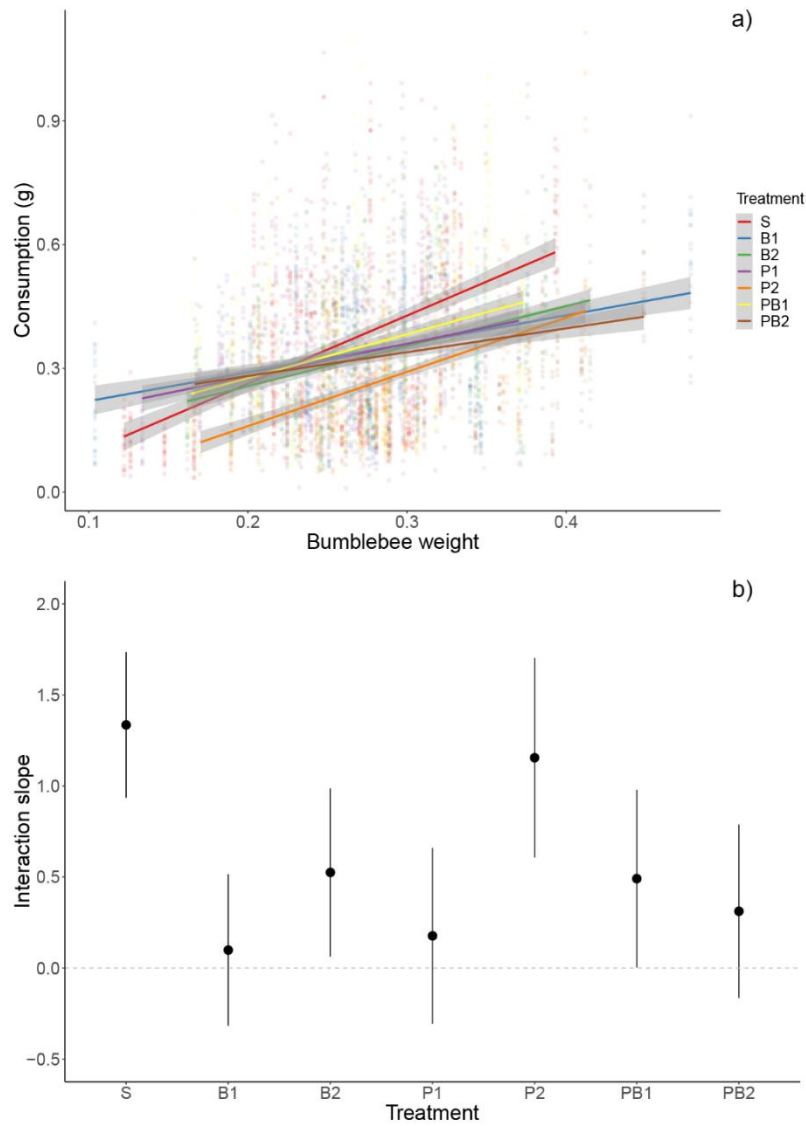 a)
0.9
0.6
0.3
0.0
Consumption (g)
0.1 0.2 0.3 0.4
Bumblebee weight
Treatment
S
B1
B2
P1
P2
PB1
PB2
b)
2.0
1.5
1.0
0.5
0.0
−0.5
Interaction slope
S B1 B2 P1 P2 PB1 PB2
Treatment